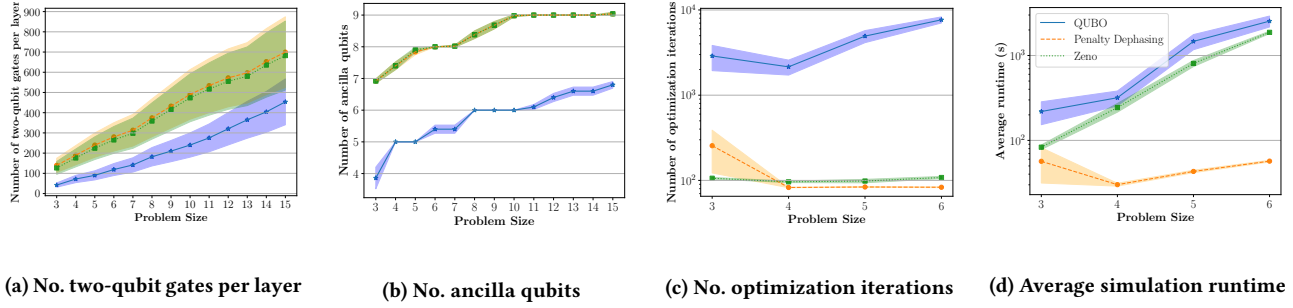 Number of two-qubit gates per layer
900
800
700
600
500
400
300
200
100
0
3 4 5 6 7 8 9 10 11 12 13 14 15
Problem Size
(a) No. two-qubit gates per layer
Number of ancilla qubits
9
8
7
6
5
4
3 4 5 6 7 8 9 10 11 12 13 14 15
Problem Size
(b) No. ancilla qubits
Number of optimization iterations
10^4
10^3
10^2
3 4 5 6
Problem Size
(c) No. optimization iterations
Average runtime (s)
10^3
10^2
QUBO
Penalty Dephasing
Zeno
3 4 5 6
Problem Size
(d) Average simulation runtime